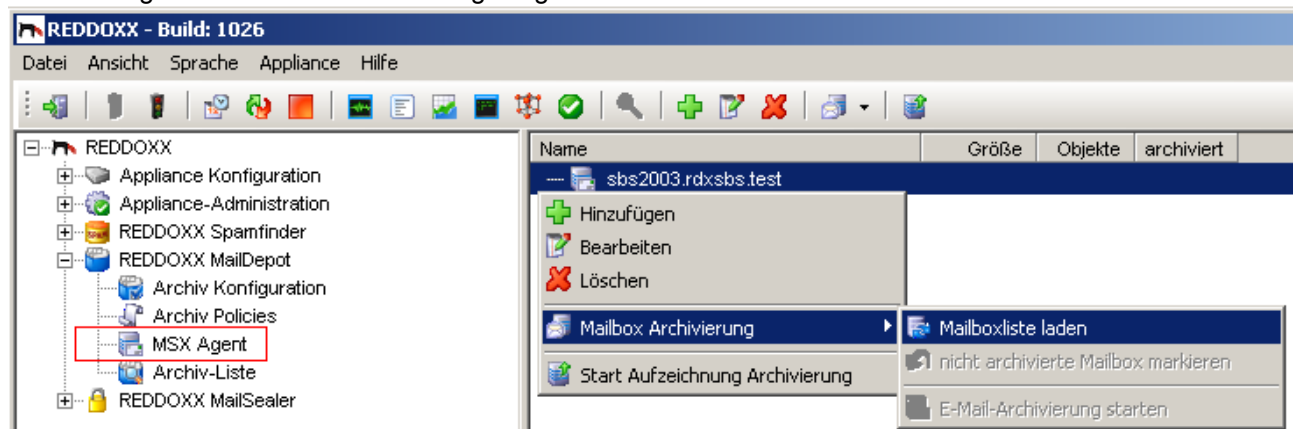 REDDOXX - Build: 1026
Datei Ansicht Sprache Appliance Hilfe
REDDOXX
Appliance Konfiguration
Appliance-Administration
REDDOXX Spamfinder
REDDOXX MailDepot
Archiv Konfiguration
Archiv Policies
MSX Agent
Archiv-Liste
REDDOXX MailSealer
Name Größe Objekte archiviert
sbs2003.rdxsbs.test
Hinzufügen
Bearbeiten
Löschen
Mailbox Archivierung
Start Aufzeichnung Archivierung
Mailboxliste laden
nicht archivierte Mailbox markieren
E-Mail-Archivierung starten